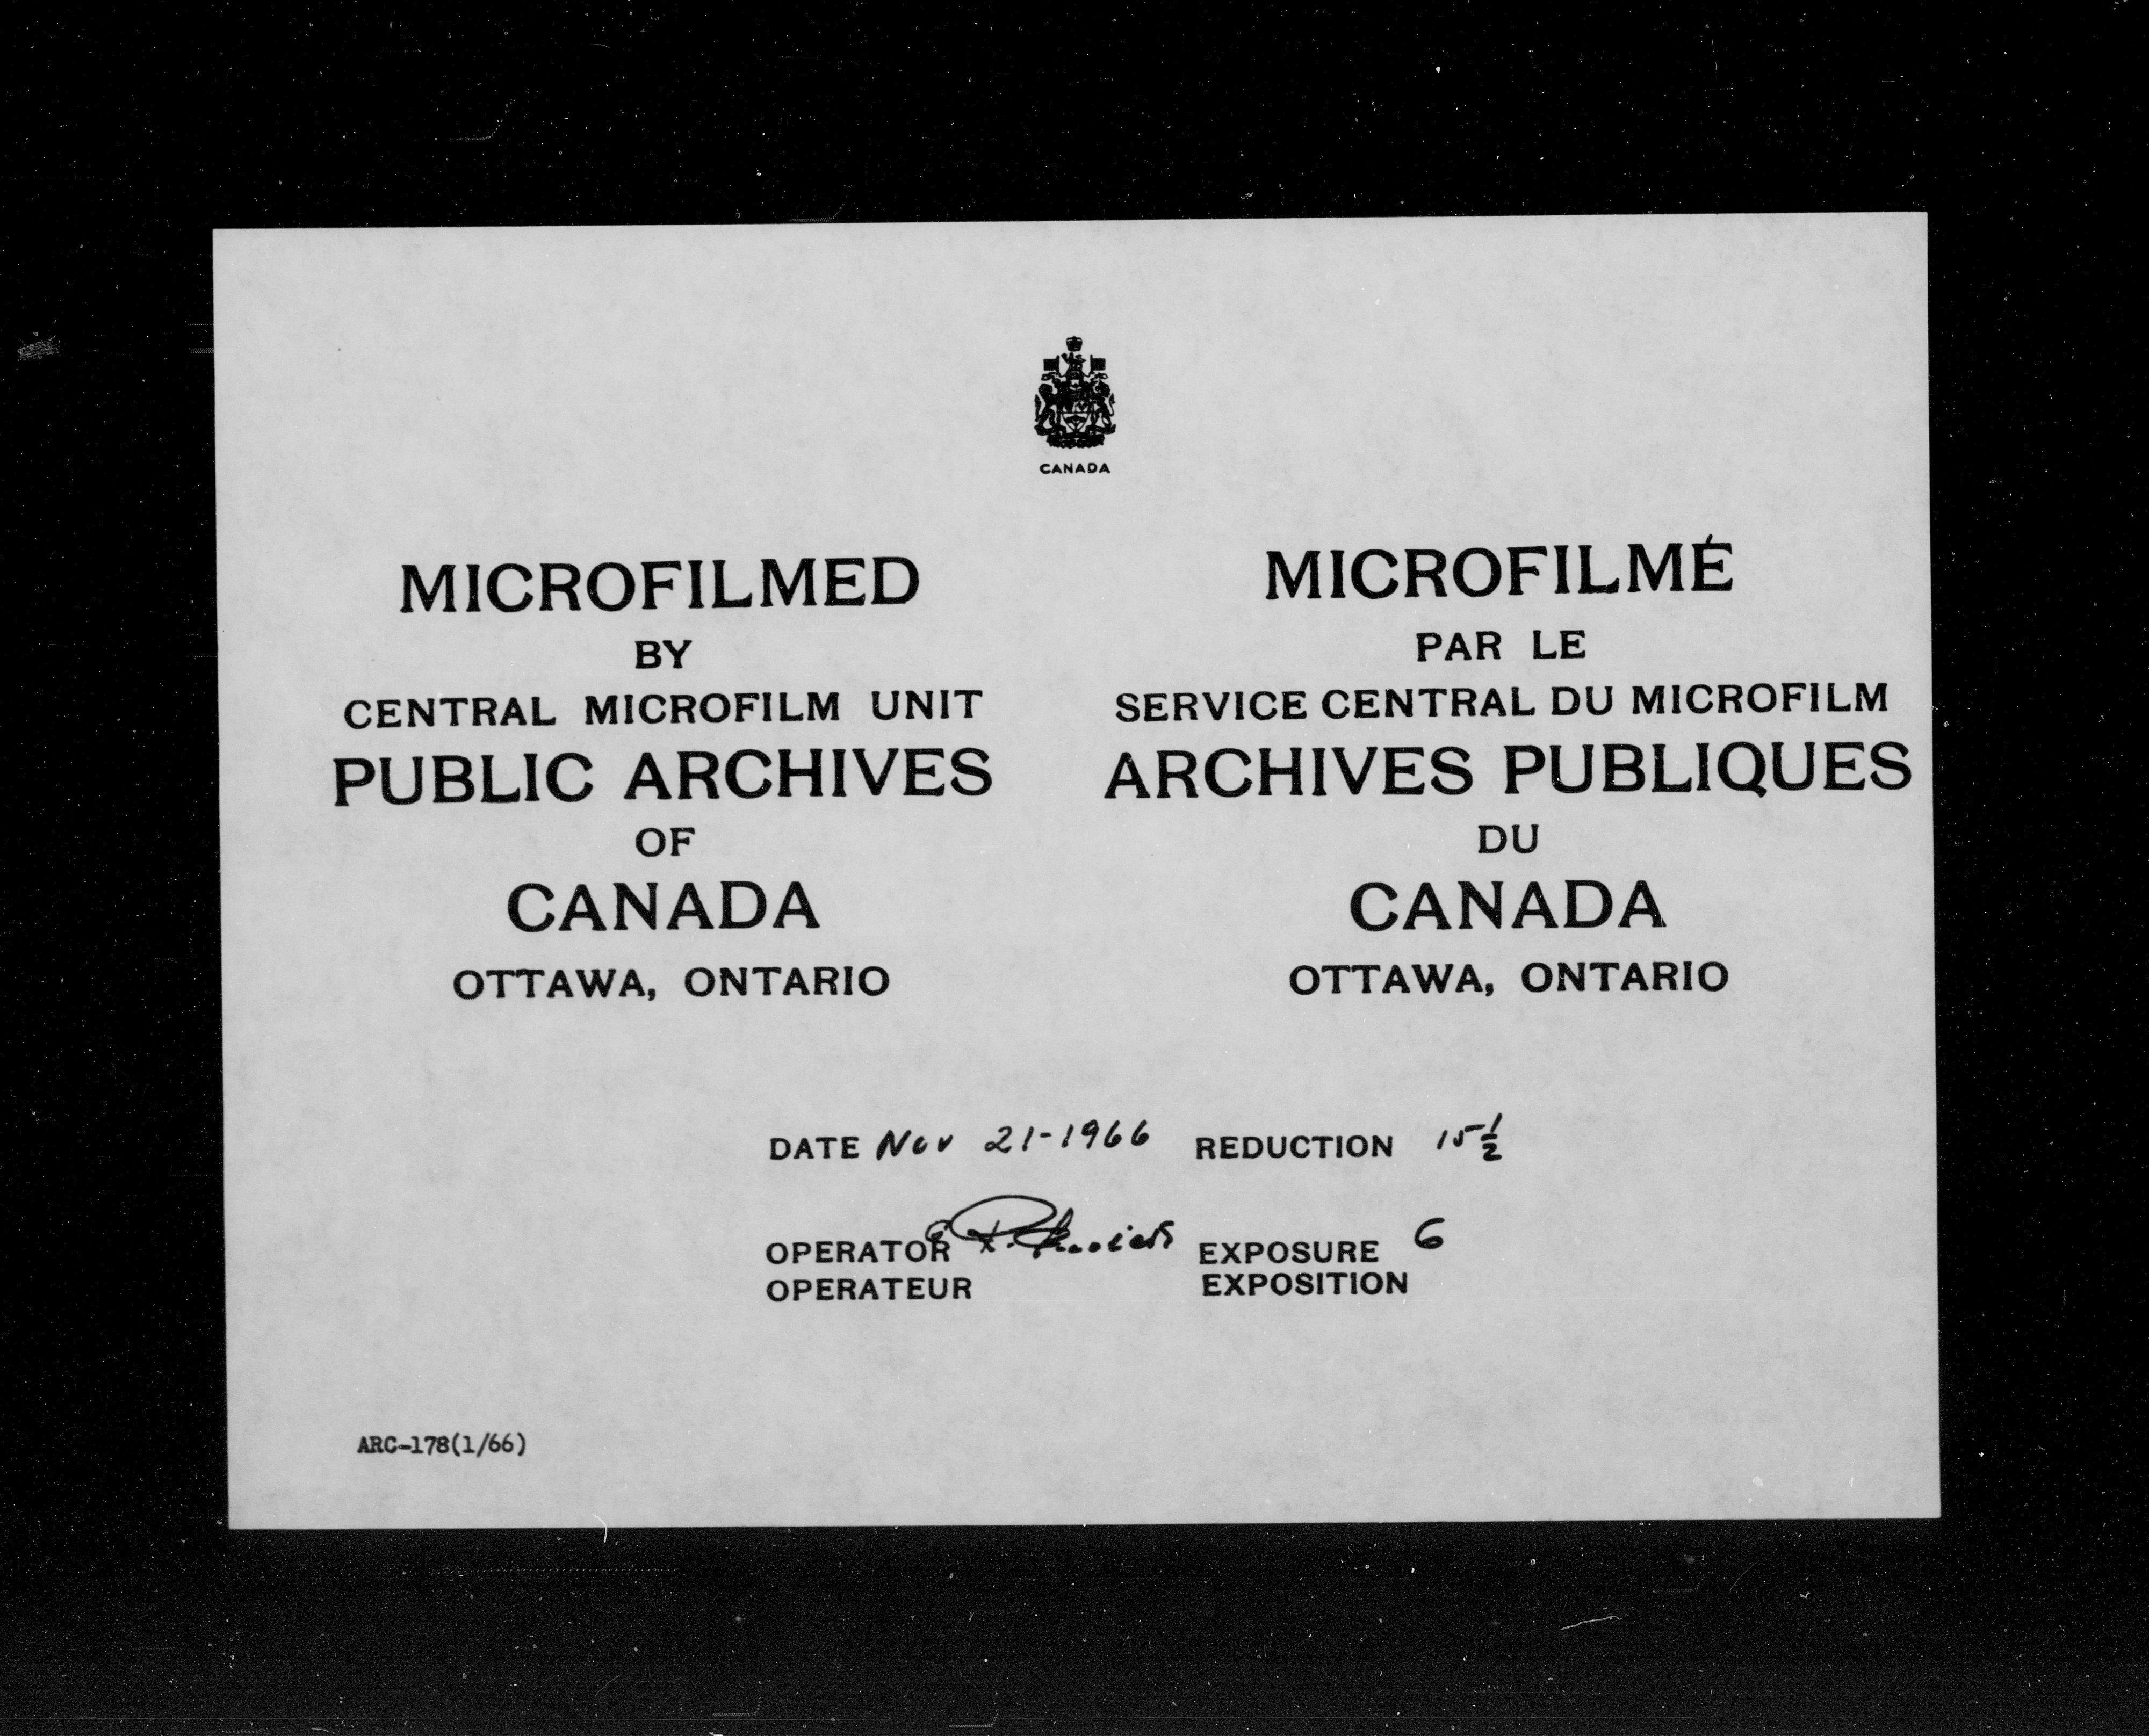 CANADA
MICROFILMED
BY
CENTRAL MICROFILM UNIT
PUBLIC ARCHIVES
OF
CANADA
OTTAWA, ONTARIO
MICROFILMÉ
PAR LE
SERVICE CENTRAL DU MICROFILM
ARCHIVES PUBLIQUES
DU
CANADA
OTTAWA, ONTARIO
DATE Nov 21-1966 REDUCTION 15 1/2
OPERATOR EXPOSURE 6
OPERATEUR EXPOSITION
ARC-178(1/66)